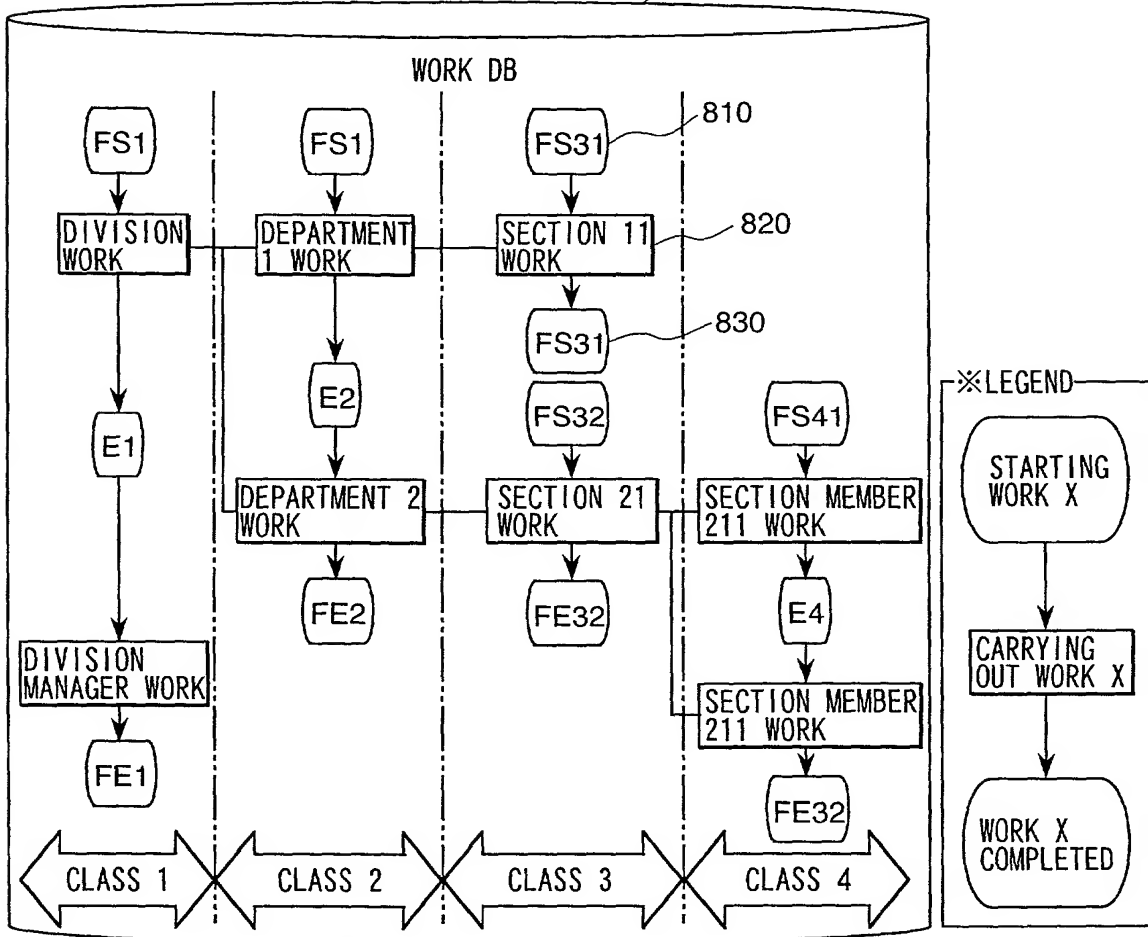 WORK DB
FS1
FS1
FS31
810
DIVISION
WORK
DEPARTMENT
1 WORK
SECTION 11
WORK
820
FS31
830
E1
E2
FS32
FS41
DEPARTMENT 2
WORK
SECTION 21
WORK
SECTION MEMBER
211 WORK
FE2
FE32
E4
DIVISION
MANAGER WORK
SECTION MEMBER
211 WORK
FE1
FE32
CLASS 1
CLASS 2
CLASS 3
CLASS 4
※LEGEND
STARTING
WORK X
CARRYING
OUT WORK X
WORK X
COMPLETED